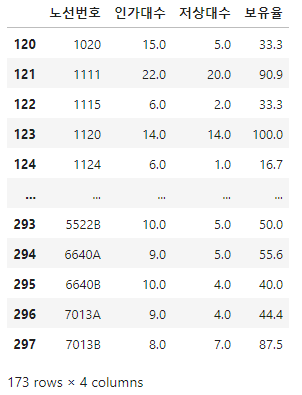 노선번호 인가대수 저상대수 보유율
120 1020 15.0 5.0 33.3
121 1111 22.0 20.0 90.9
122 1115 6.0 2.0 33.3
123 1120 14.0 14.0 100.0
124 1124 6.0 1.0 16.7
... ... ... ... ...
293 5522B 10.0 5.0 50.0
294 6640A 9.0 5.0 55.6
295 6640B 10.0 4.0 40.0
296 7013A 9.0 4.0 44.4
297 7013B 8.0 7.0 87.5
173 rows × 4 columns